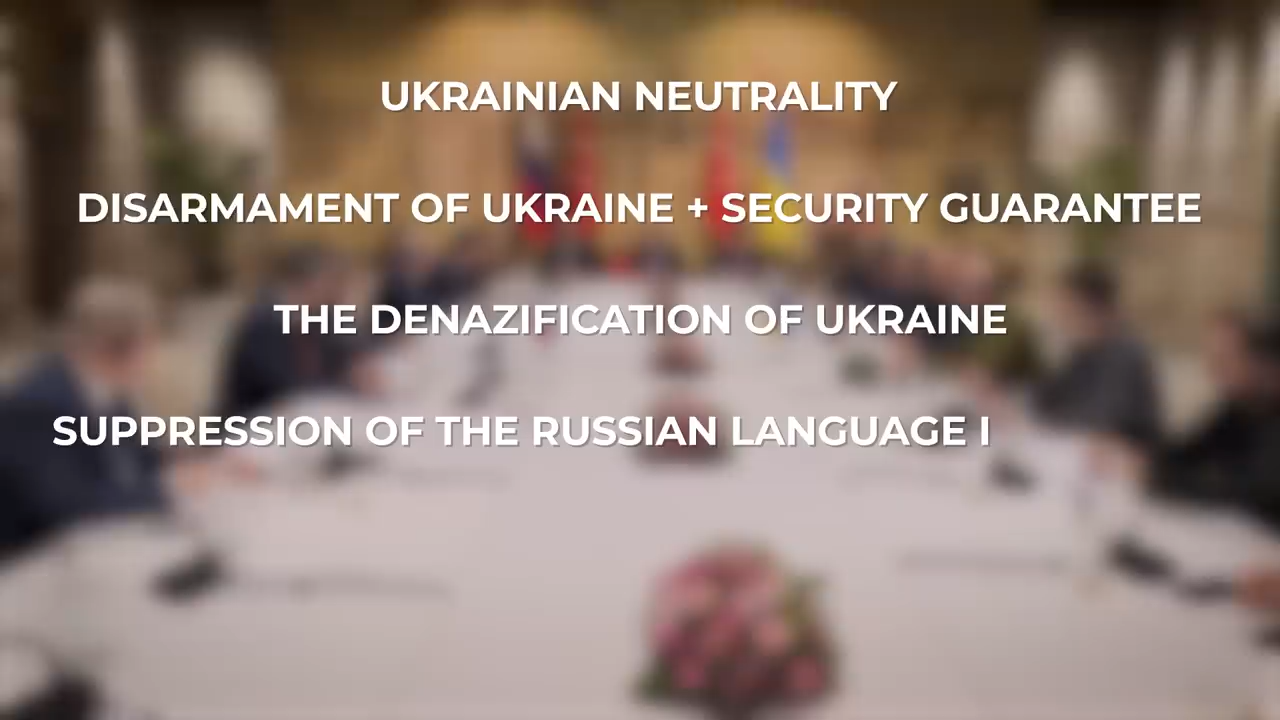 UKRAINIAN NEUTRALITY
DISARMAMENT OF UKRAINE + SECURITY GUARANTEE
THE DENAZIFICATION OF UKRAINE
SUPPRESSION OF THE RUSSIAN LANGUAGE I